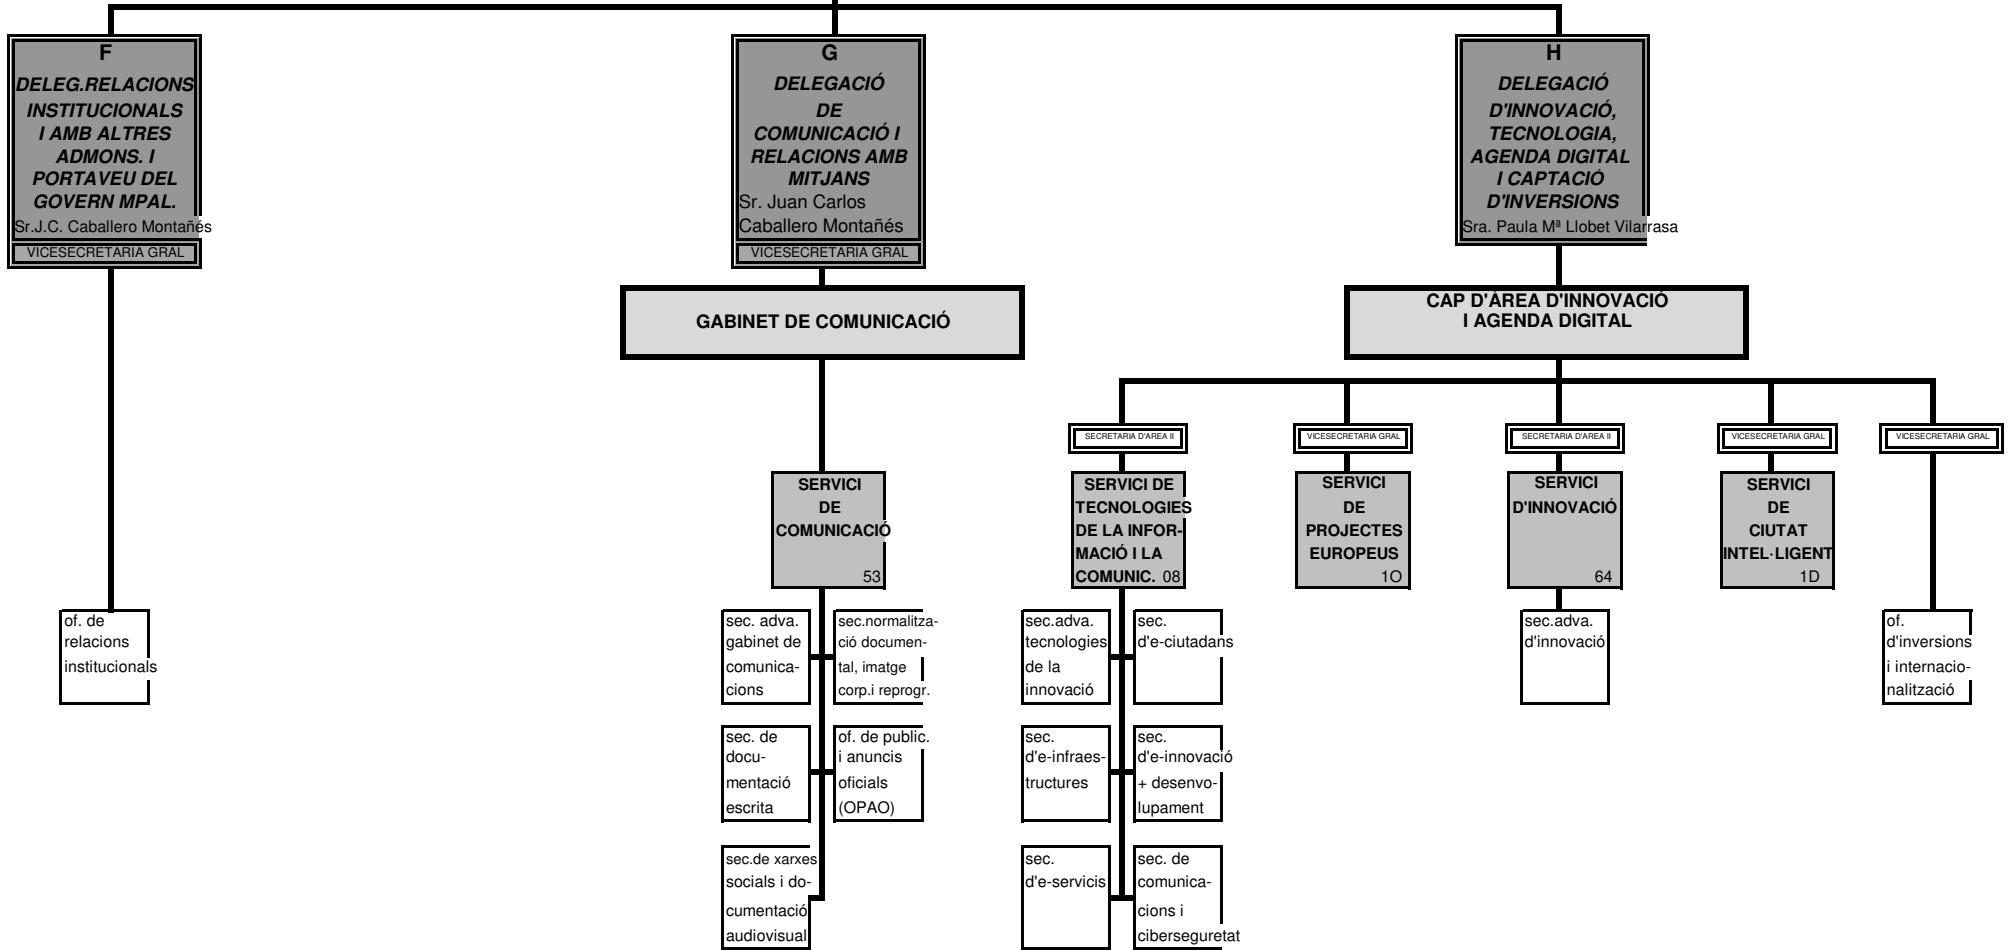 F
DELEG.RELACIONS
INSTITUCIONALS
I AMB ALTRES
ADMONS. I
PORTAVEU DEL
GOVERN MPAL.
Sr.J.C. Caballero Montañés
VICESECRETARIA GRAL
of. de
relacions
institucionals
G
DELEGACIÓ
DE
COMUNICACIÓ I
RELACIONS AMB
MITJANS
Sr. Juan Carlos
Caballero Montañés
VICESECRETARIA GRAL
GABINET DE COMUNICACIÓ
SERVICI
DE
COMUNICACIÓ
53
sec. adva.
gabinet de
comunica-
cions
sec.normalitza-
ció documen-
tal, imatge
corp.i reprogr.
sec. de
docu-
mentació
escrita
of. de public.
i anuncis
oficials
(OPAO)
sec.de xarxes
socials i do-
cumentació
audiovisual
H
DELEGACIÓ
D'INNOVACIÓ,
TECNOLOGIA,
AGENDA DIGITAL
I CAPTACIÓ
D'INVERSIONS
Sra. Paula Mª Llobet Vilarrasa
CAP D'ÀREA D'INNOVACIÓ
I AGENDA DIGITAL
SECRETARIA D'AREA II
SERVICI DE
TECNOLOGIES
DE LA INFOR-
MACIÓ I LA
COMUNIC. 08
sec.adva.
tecnologies
de la
innovació
sec.
d'e-ciutadans
sec.
d'e-infraes-
tructures
sec.
d'e-innovació
+ desenvo-
lupament
sec.
d'e-servicis
sec. de
comunica-
cions i
ciberseguretat
VICESECRETARIA GRAL
SERVICI
DE
PROJECTES
EUROPEUS
1O
SECRETARIA D'AREA II
SERVICI
D'INNOVACIÓ
64
sec.adva.
d'innovació
VICESECRETARIA GRAL
SERVICI
DE
CIUTAT
INTEL·LIGENT
1D
VICESECRETARIA GRAL
of.
d'inversions
i internacio-
nalització